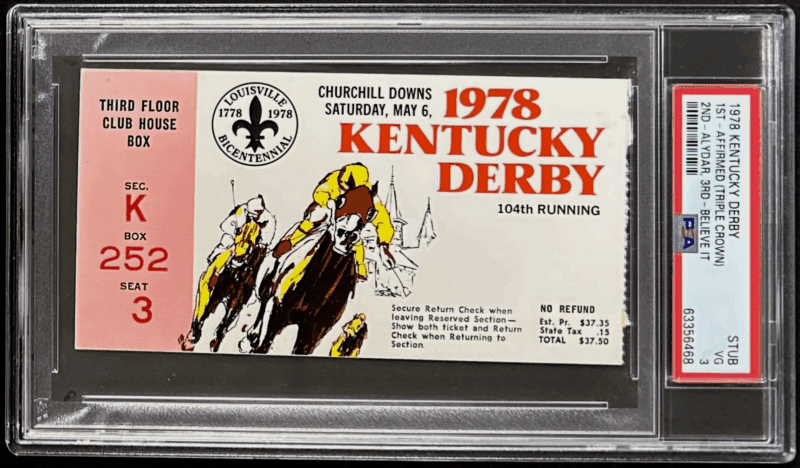 THIRD FLOOR
CLUB HOUSE
BOX
SEC.
K
BOX
252
SEAT
3
LOUISVILLE
1778 1978
BICENTENNIAL
CHURCHILL DOWNS
SATURDAY, MAY 6,
1978
KENTUCKY
DERBY
104th RUNNING
Secure Return Check when
leaving Reserved Section—
Show both ticket and Return
Check when Returning to
Section.
NO REFUND
Est. Pr. $37.35
State Tax .15
TOTAL $37.50
1978 KENTUCKY DERBY
1ST - AFFIRMED (TRIPLE CROWN)
2ND - ALYDAR, 3RD - BELIEVE IT
PSA
STUB
VG 3
63356468